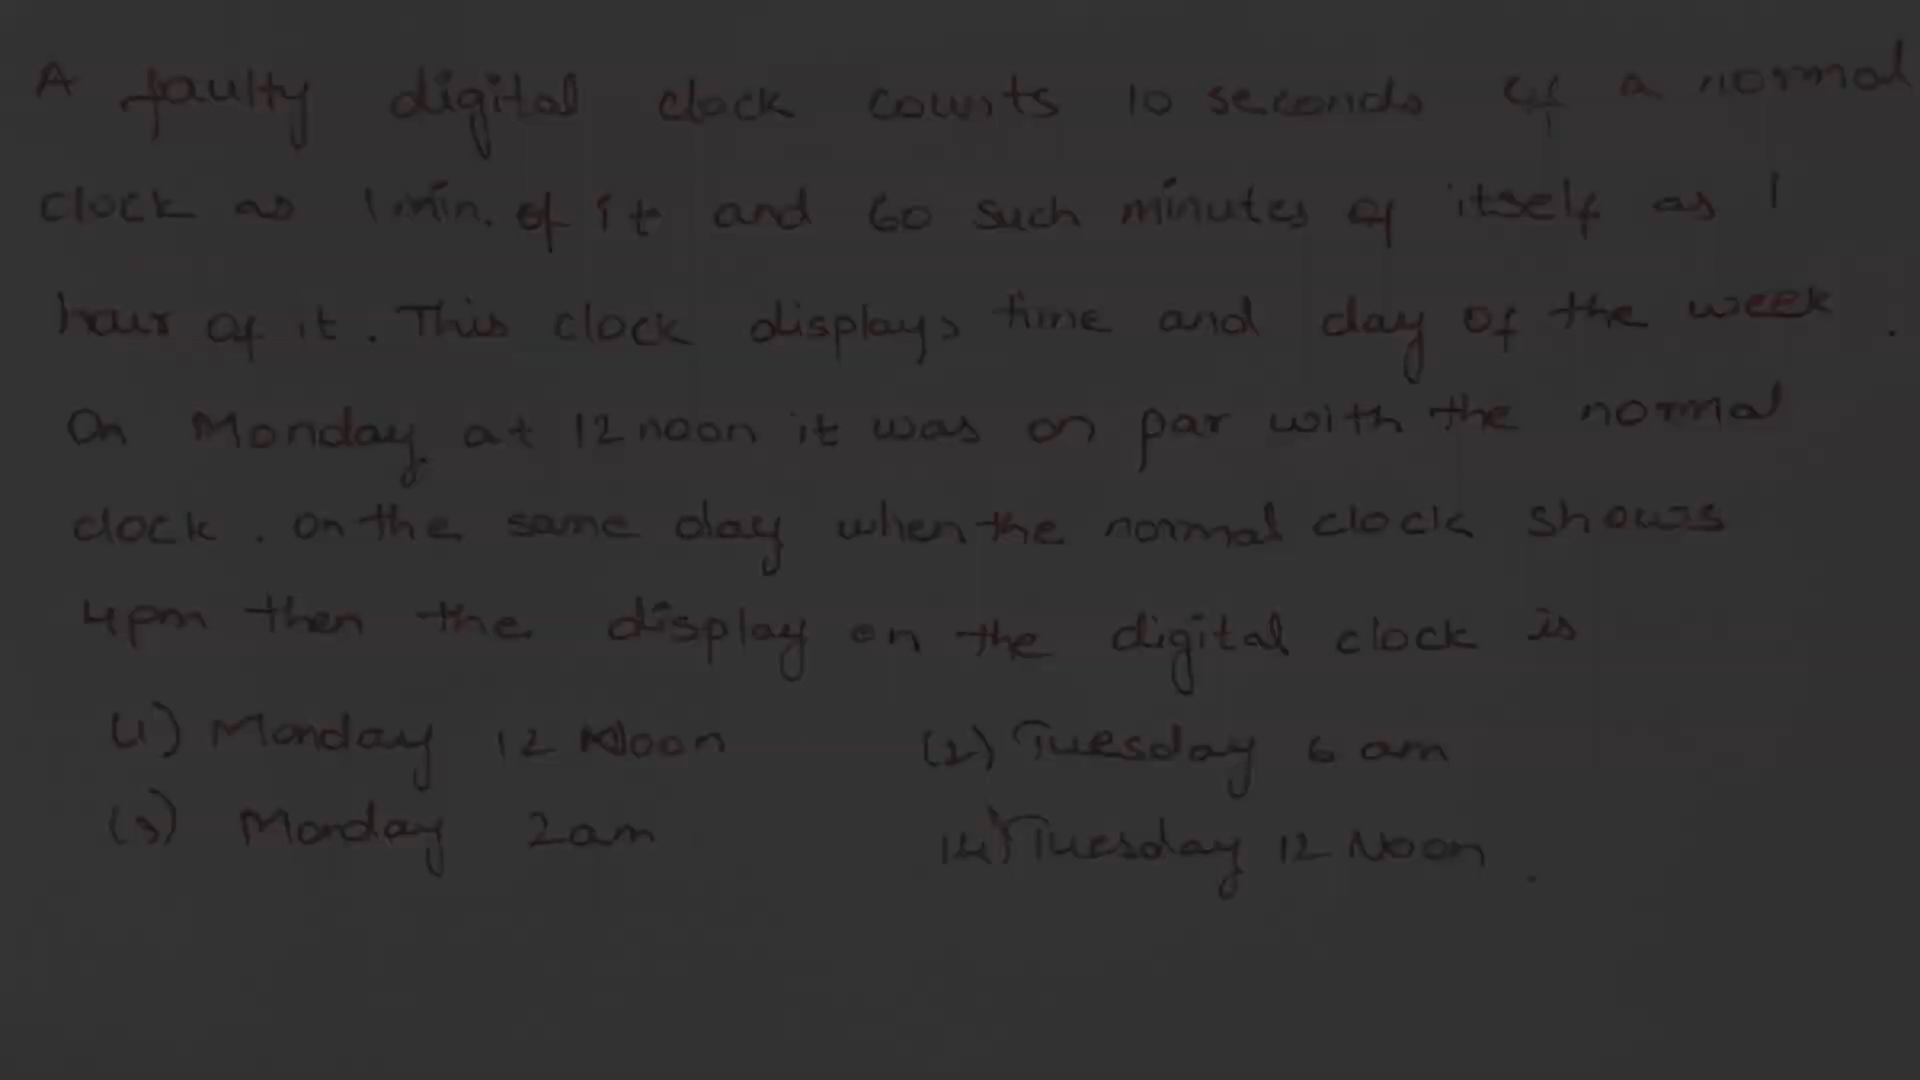 A faulty digital clock counts 10 seconds of a normal
clock as 1 min. of it and 60 such minutes of itself as 1
hour of it. This clock displays time and day of the week.
On Monday at 12 noon it was on par with the normal
clock. on the same day when the normal clock shows
4pm then the display on the digital clock is
(1) Monday 12 Noon (2) Tuesday 6 am
(3) Monday 2am (4) Tuesday 12 Noon.